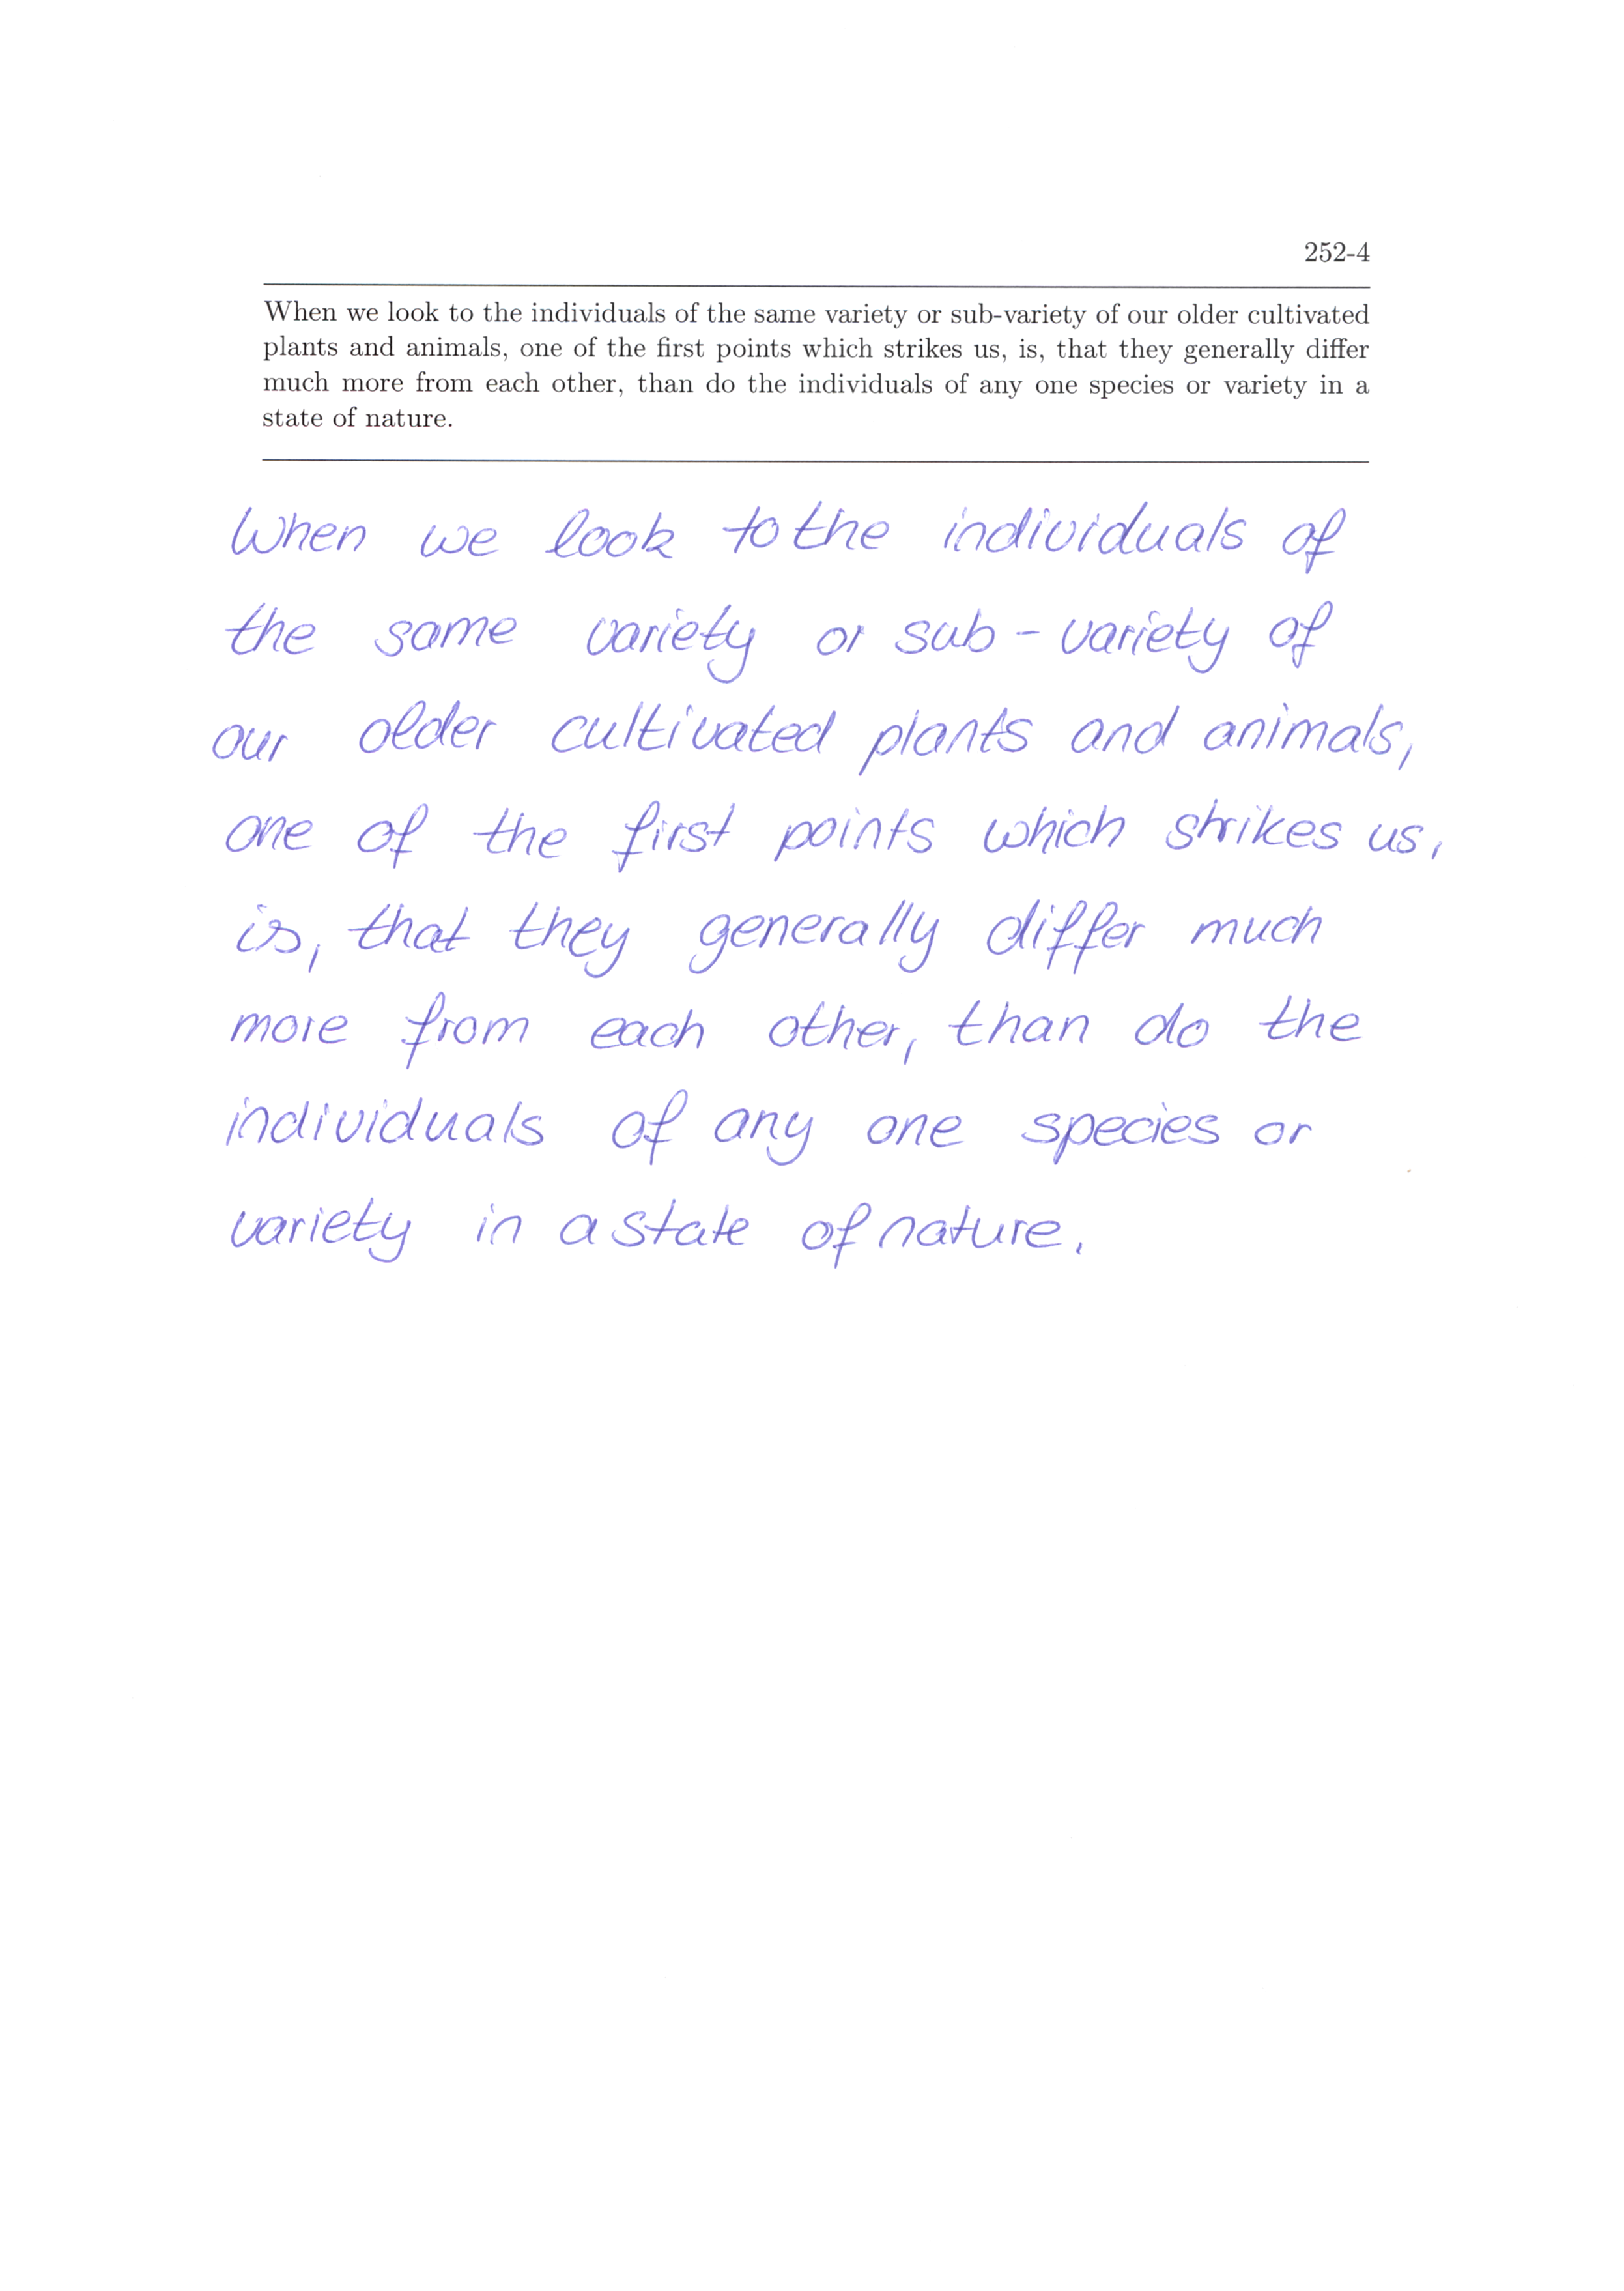 252-4
When we look to the individuals of the same variety or sub-variety of our older cultivated
plants and animals, one of the first points which strikes us, is, that they generally differ
much more from each other, than do the individuals of any one species or variety in a
state of nature.
When we look to the individuals of
the same variety or sub-variety of
our older cultivated plants and animals,
one of the first points which strikes us,
is, that they generally differ much
more from each other, than do the
individuals of any one species or
variety in a state of nature.